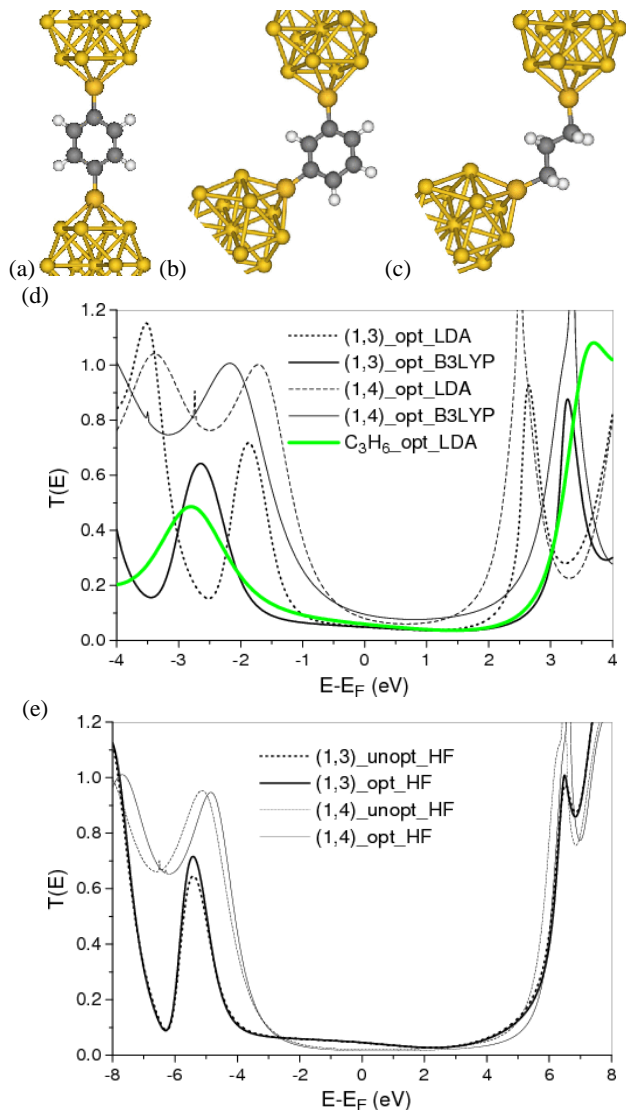 (a) (b) (c)
(d)
1.2
1.0
0.8
0.6
0.4
0.2
0.0
T(E)
(1,3)_opt_LDA
(1,3)_opt_B3LYP
(1,4)_opt_LDA
(1,4)_opt_B3LYP
C3H6_opt_LDA
-4 -3 -2 -1 0 1 2 3 4
E-EF (eV)
(e)
1.2
1.0
0.8
0.6
0.4
0.2
0.0
T(E)
(1,3)_unopt_HF
(1,3)_opt_HF
(1,4)_unopt_HF
(1,4)_opt_HF
-8 -6 -4 -2 0 2 4 6 8
E-EF (eV)